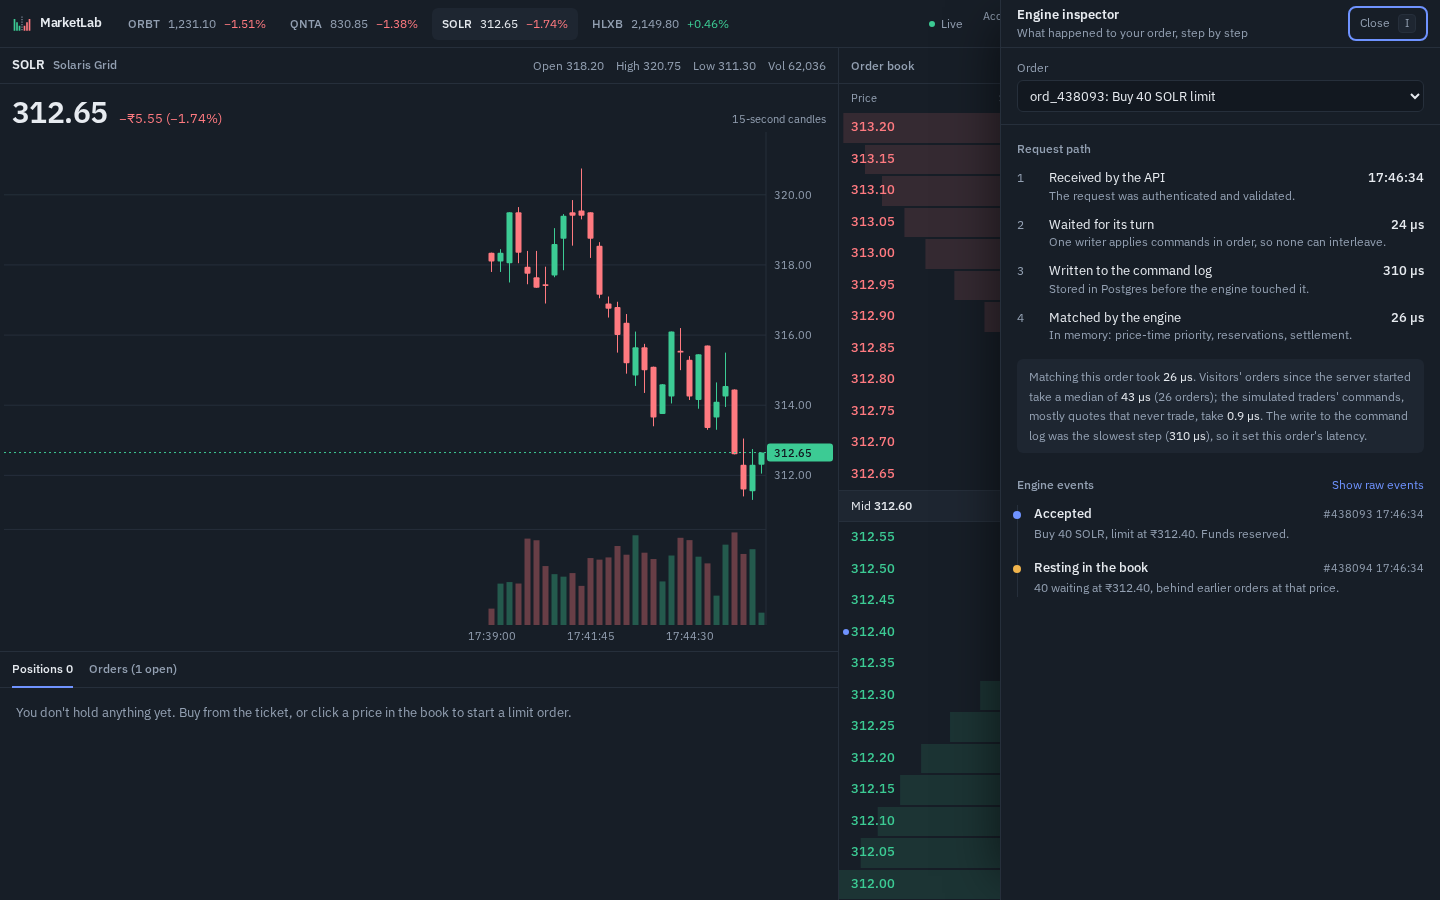 MarketLab
ORBT 1,231.10 −1.51%
QNTA 830.85 −1.38%
SOLR 312.65 −1.74%
HLXB 2,149.80 +0.46%
Live
Acc
SOLR Solaris Grid
Open 318.20 High 320.75 Low 311.30 Vol 62,036
312.65 −₹5.55 (−1.74%)
15-second candles
320.00
318.00
316.00
314.00
312.65
312.00
17:39:00 17:41:45 17:44:30
Positions 0 Orders (1 open)
You don't hold anything yet. Buy from the ticket, or click a price in the book to start a limit order.
Order book
Price
313.20
313.15
313.10
313.05
313.00
312.95
312.90
312.85
312.80
312.75
312.70
312.65
Mid 312.60
312.55
312.50
312.45
312.40
312.35
312.30
312.25
312.20
312.15
312.10
312.05
312.00
Engine inspector
What happened to your order, step by step
Close I
Order
ord_438093: Buy 40 SOLR limit
Request path
1 Received by the API 17:46:34
The request was authenticated and validated.
2 Waited for its turn 24 µs
One writer applies commands in order, so none can interleave.
3 Written to the command log 310 µs
Stored in Postgres before the engine touched it.
4 Matched by the engine 26 µs
In memory: price-time priority, reservations, settlement.
Matching this order took 26 µs. Visitors' orders since the server started
take a median of 43 µs (26 orders); the simulated traders' commands,
mostly quotes that never trade, take 0.9 µs. The write to the command
log was the slowest step (310 µs), so it set this order's latency.
Engine events Show raw events
Accepted #438093 17:46:34
Buy 40 SOLR, limit at ₹312.40. Funds reserved.
Resting in the book #438094 17:46:34
40 waiting at ₹312.40, behind earlier orders at that price.